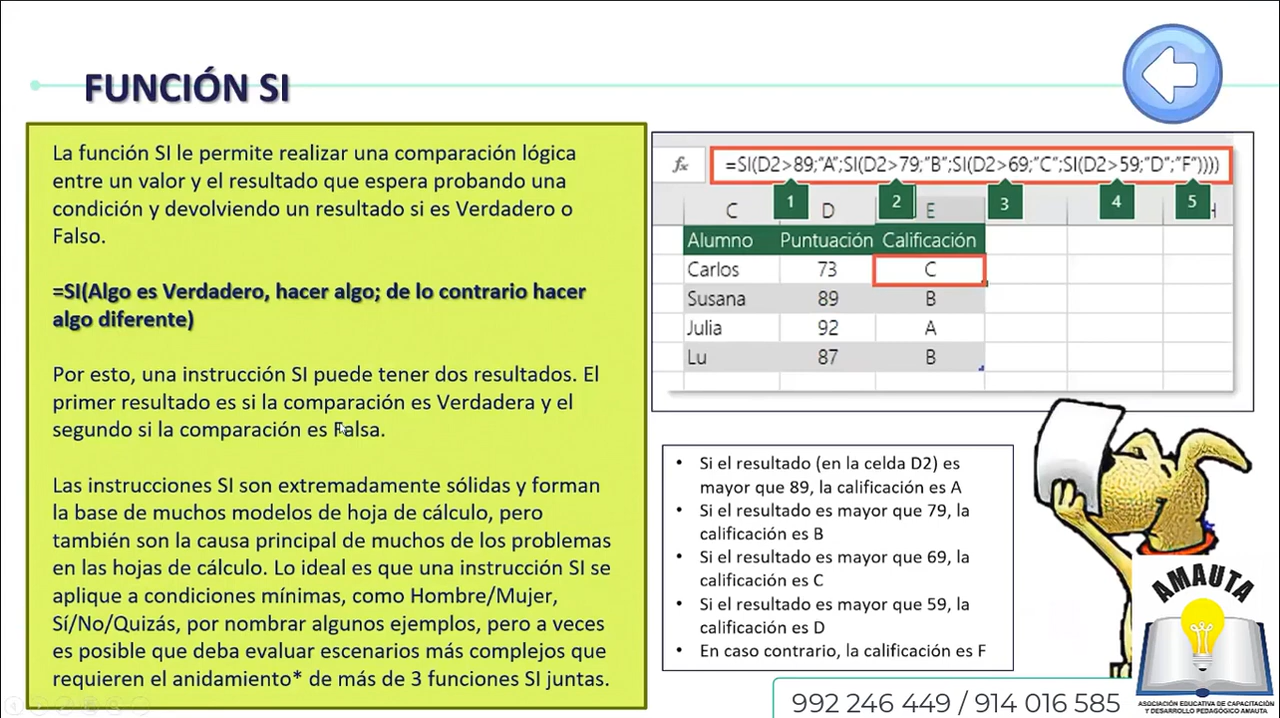 FUNCIÓN SI
La función SI le permite realizar una comparación lógica
entre un valor y el resultado que espera probando una
condición y devolviendo un resultado si es Verdadero o
Falso.
=SI(Algo es Verdadero, hacer algo; de lo contrario hacer
algo diferente)
Por esto, una instrucción SI puede tener dos resultados. El
primer resultado es si la comparación es Verdadera y el
segundo si la comparación es Falsa.
Las instrucciones SI son extremadamente sólidas y forman
la base de muchos modelos de hoja de cálculo, pero
también son la causa principal de muchos de los problemas
en las hojas de cálculo. Lo ideal es que una instrucción SI se
aplique a condiciones mínimas, como Hombre/Mujer,
Sí/No/Quizás, por nombrar algunos ejemplos, pero a veces
es posible que deba evaluar escenarios más complejos que
requieren el anidamiento* de más de 3 funciones SI juntas.
fx =SI(D2>89;"A";SI(D2>79;"B";SI(D2>69;"C";SI(D2>59;"D";"F"))))
C 1 D 2 E 3 4 5
Alumno Puntuación Calificación
Carlos 73 C
Susana 89 B
Julia 92 A
Lu 87 B
• Si el resultado (en la celda D2) es
mayor que 89, la calificación es A
• Si el resultado es mayor que 79, la
calificación es B
• Si el resultado es mayor que 69, la
calificación es C
• Si el resultado es mayor que 59, la
calificación es D
• En caso contrario, la calificación es F
AMAUTA
ASOCIACIÓN EDUCATIVA DE CAPACITACIÓN
Y DESARROLLO PEDAGÓGICO AMAUTA
992 246 449 / 914 016 585